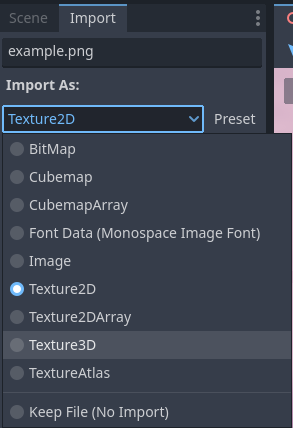 Scene Import
example.png
Import As:
Texture2D Preset
BitMap
Cubemap
CubemapArray
Font Data (Monospace Image Font)
Image
Texture2D
Texture2DArray
Texture3D
TextureAtlas
Keep File (No Import)